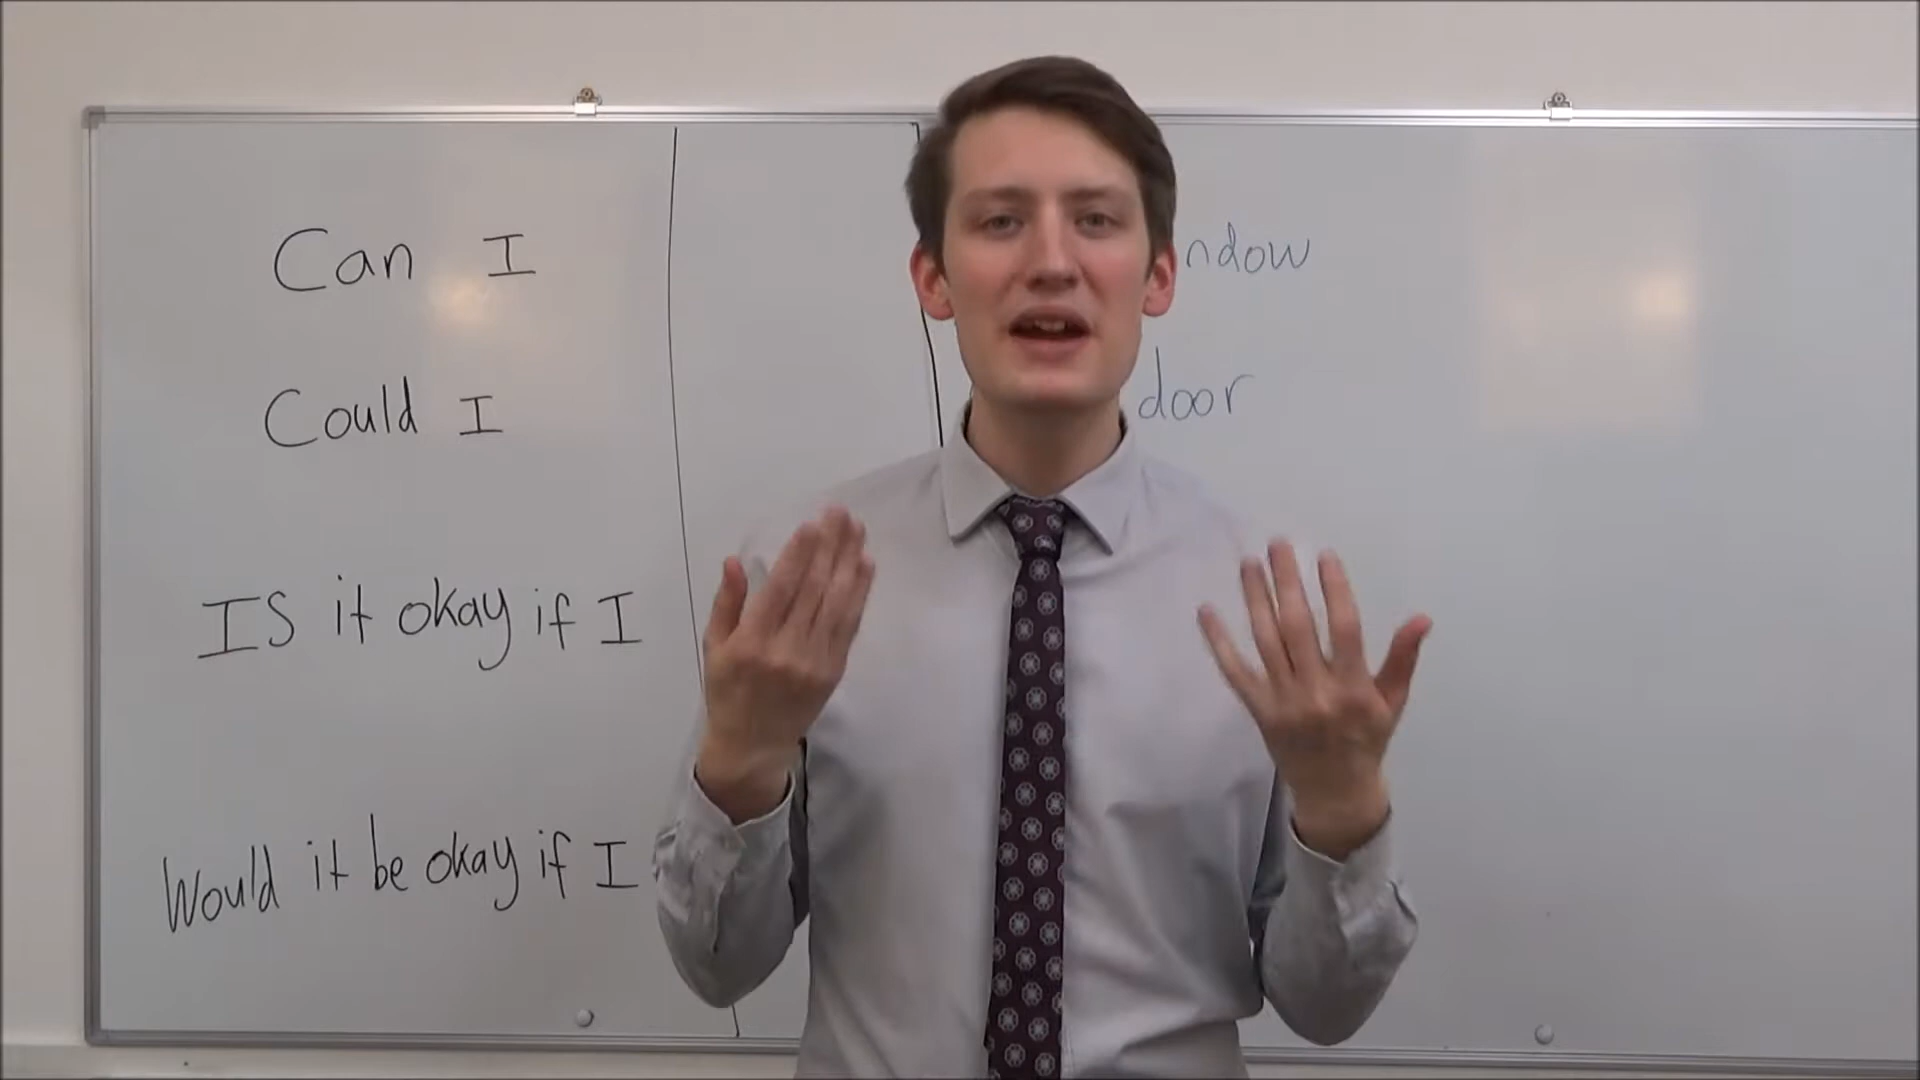 Can I
ndow
Could I
door
IS it okay if I
Would it be okay if I